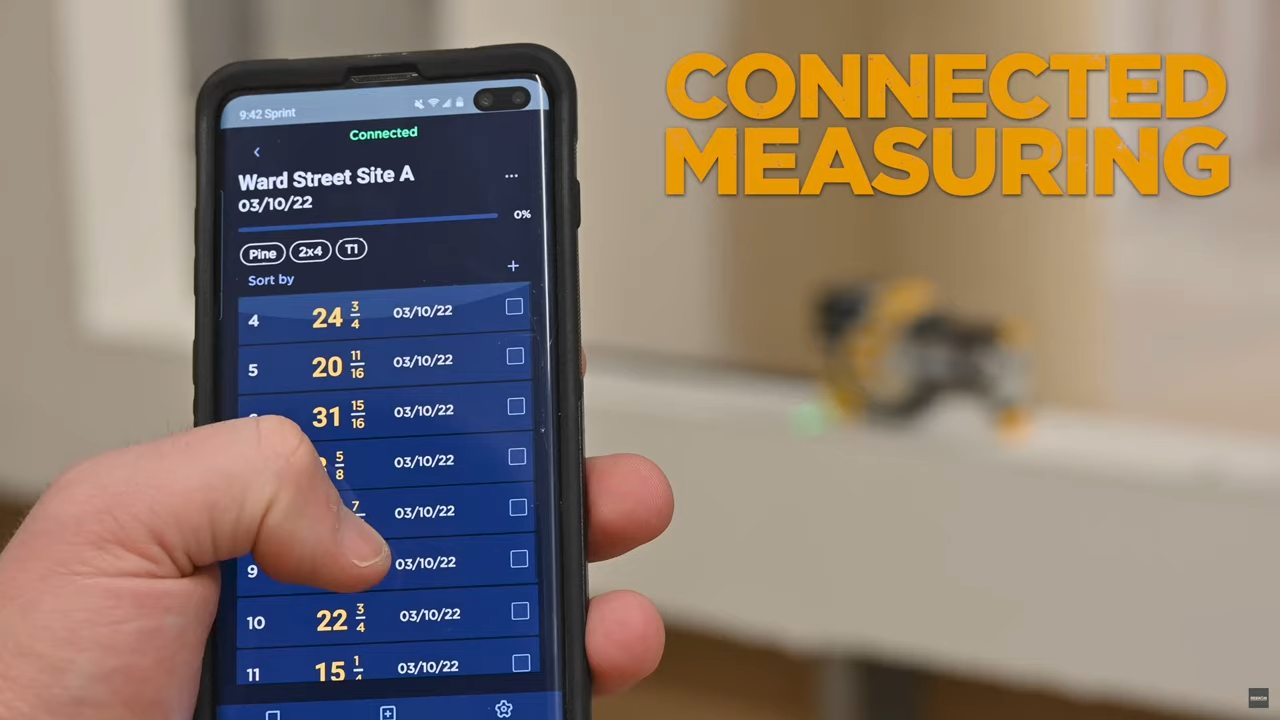 CONNECTED
MEASURING
9:42 Sprint
Connected
Ward Street Site A
03/10/22
0%
Pine 2x4 T1
Sort by
4 24 3/4 03/10/22
5 20 11/16 03/10/22
31 15/16 03/10/22
5/8 03/10/22
03/10/22
9 03/10/22
10 22 3/4 03/10/22
11 15 1/4 03/10/22